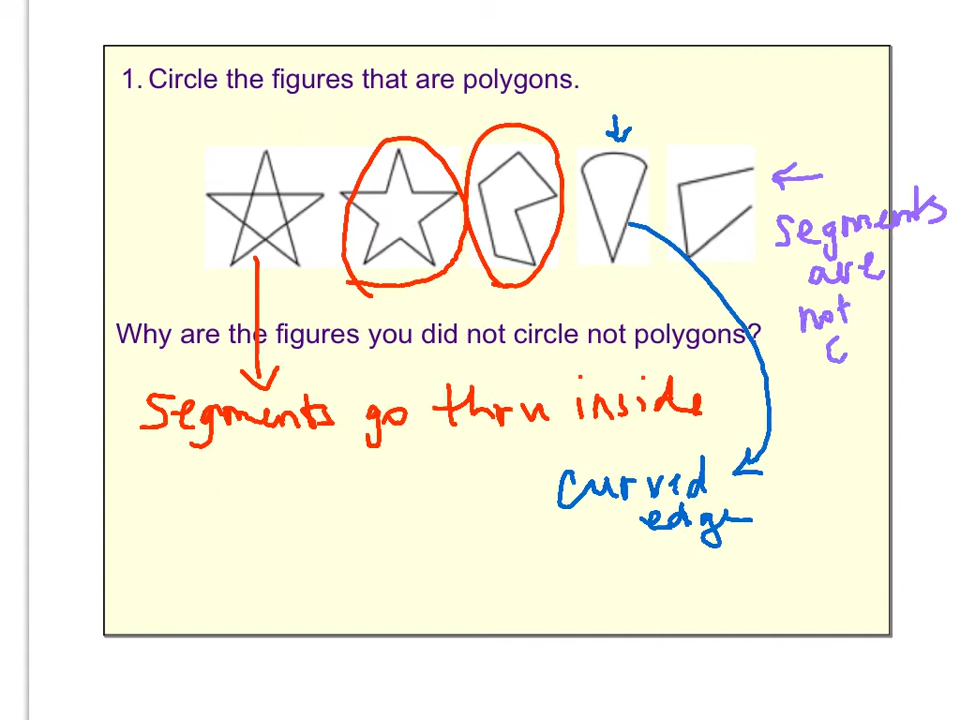 1. Circle the figures that are polygons.
segments
are
not
C
Why are the figures you did not circle not polygons?
Segments go thru inside
curved
edge